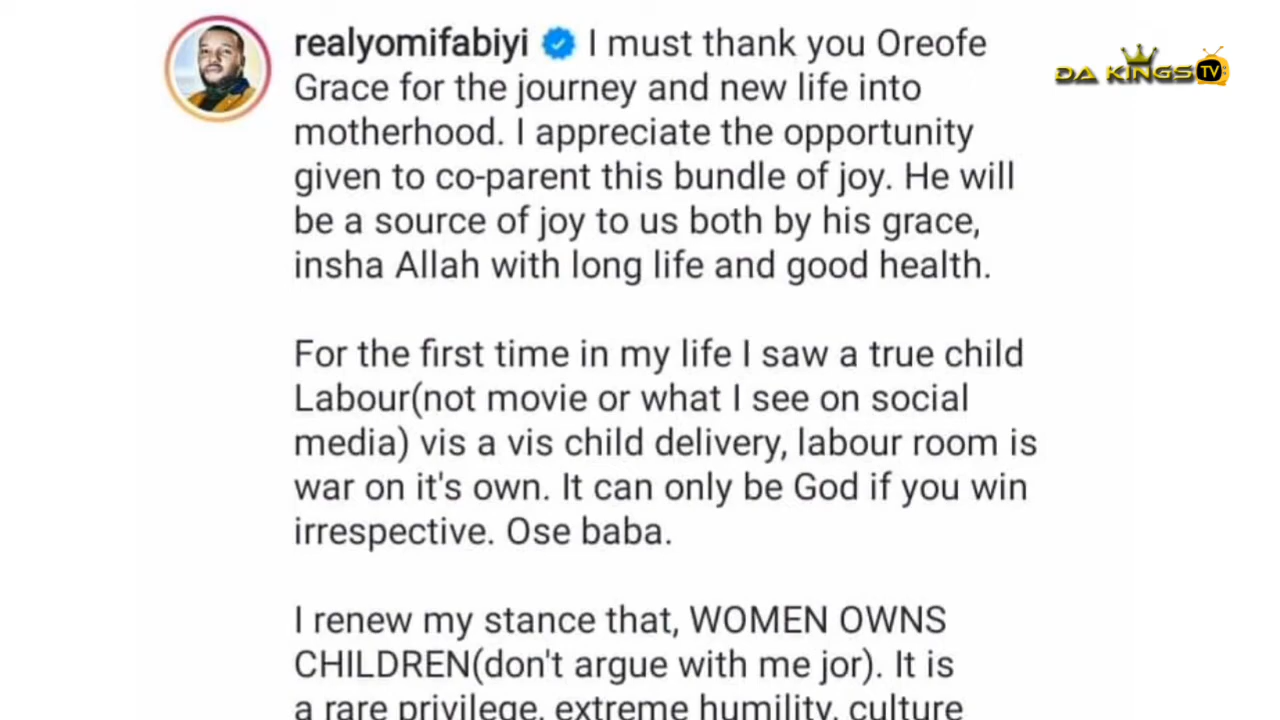 realyomifabiyi I must thank you Oreofe
Grace for the journey and new life into
motherhood. I appreciate the opportunity
given to co-parent this bundle of joy. He will
be a source of joy to us both by his grace,
insha Allah with long life and good health.
For the first time in my life I saw a true child
Labour(not movie or what I see on social
media) vis a vis child delivery, labour room is
war on it's own. It can only be God if you win
irrespective. Ose baba.
I renew my stance that, WOMEN OWNS
CHILDREN(don't argue with me jor). It is
a rare privilege, extreme humility, culture
DA KINGS TV